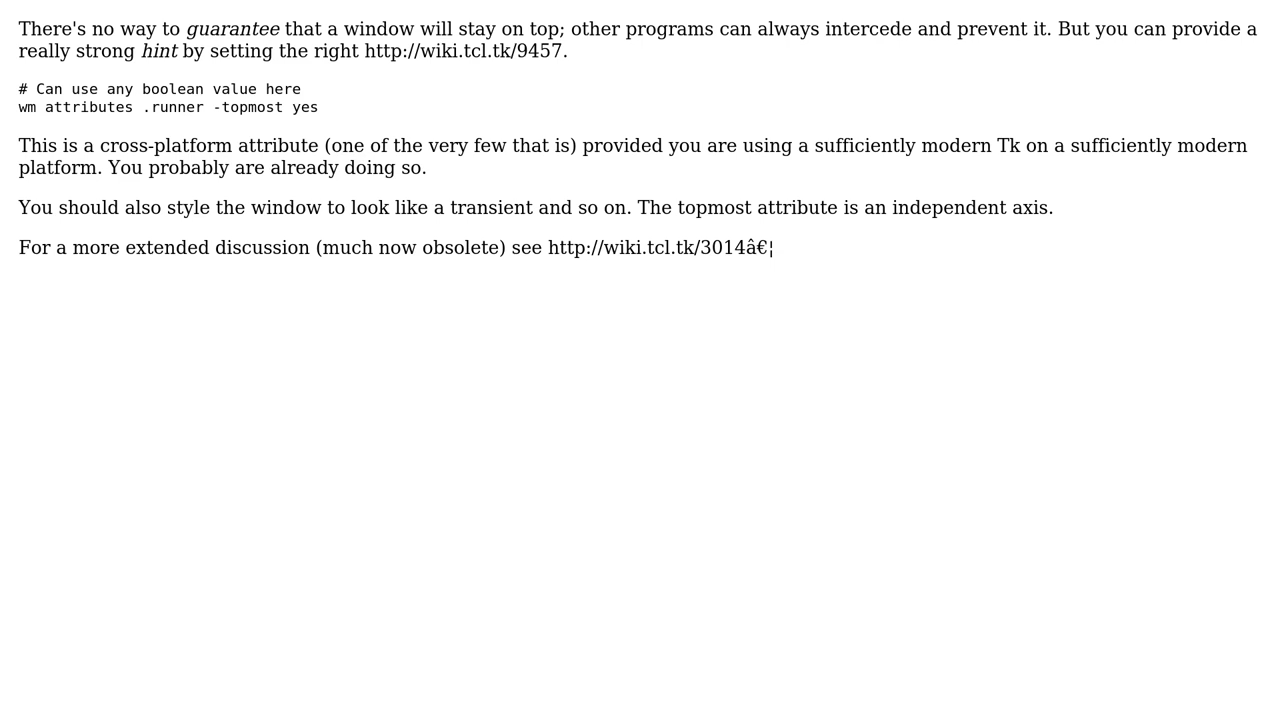 There's no way to guarantee that a window will stay on top; other programs can always intercede and prevent it. But you can provide a
really strong hint by setting the right http://wiki.tcl.tk/9457.
# Can use any boolean value here
wm attributes .runner -topmost yes
This is a cross-platform attribute (one of the very few that is) provided you are using a sufficiently modern Tk on a sufficiently modern
platform. You probably are already doing so.
You should also style the window to look like a transient and so on. The topmost attribute is an independent axis.
For a more extended discussion (much now obsolete) see http://wiki.tcl.tk/3014â€¦